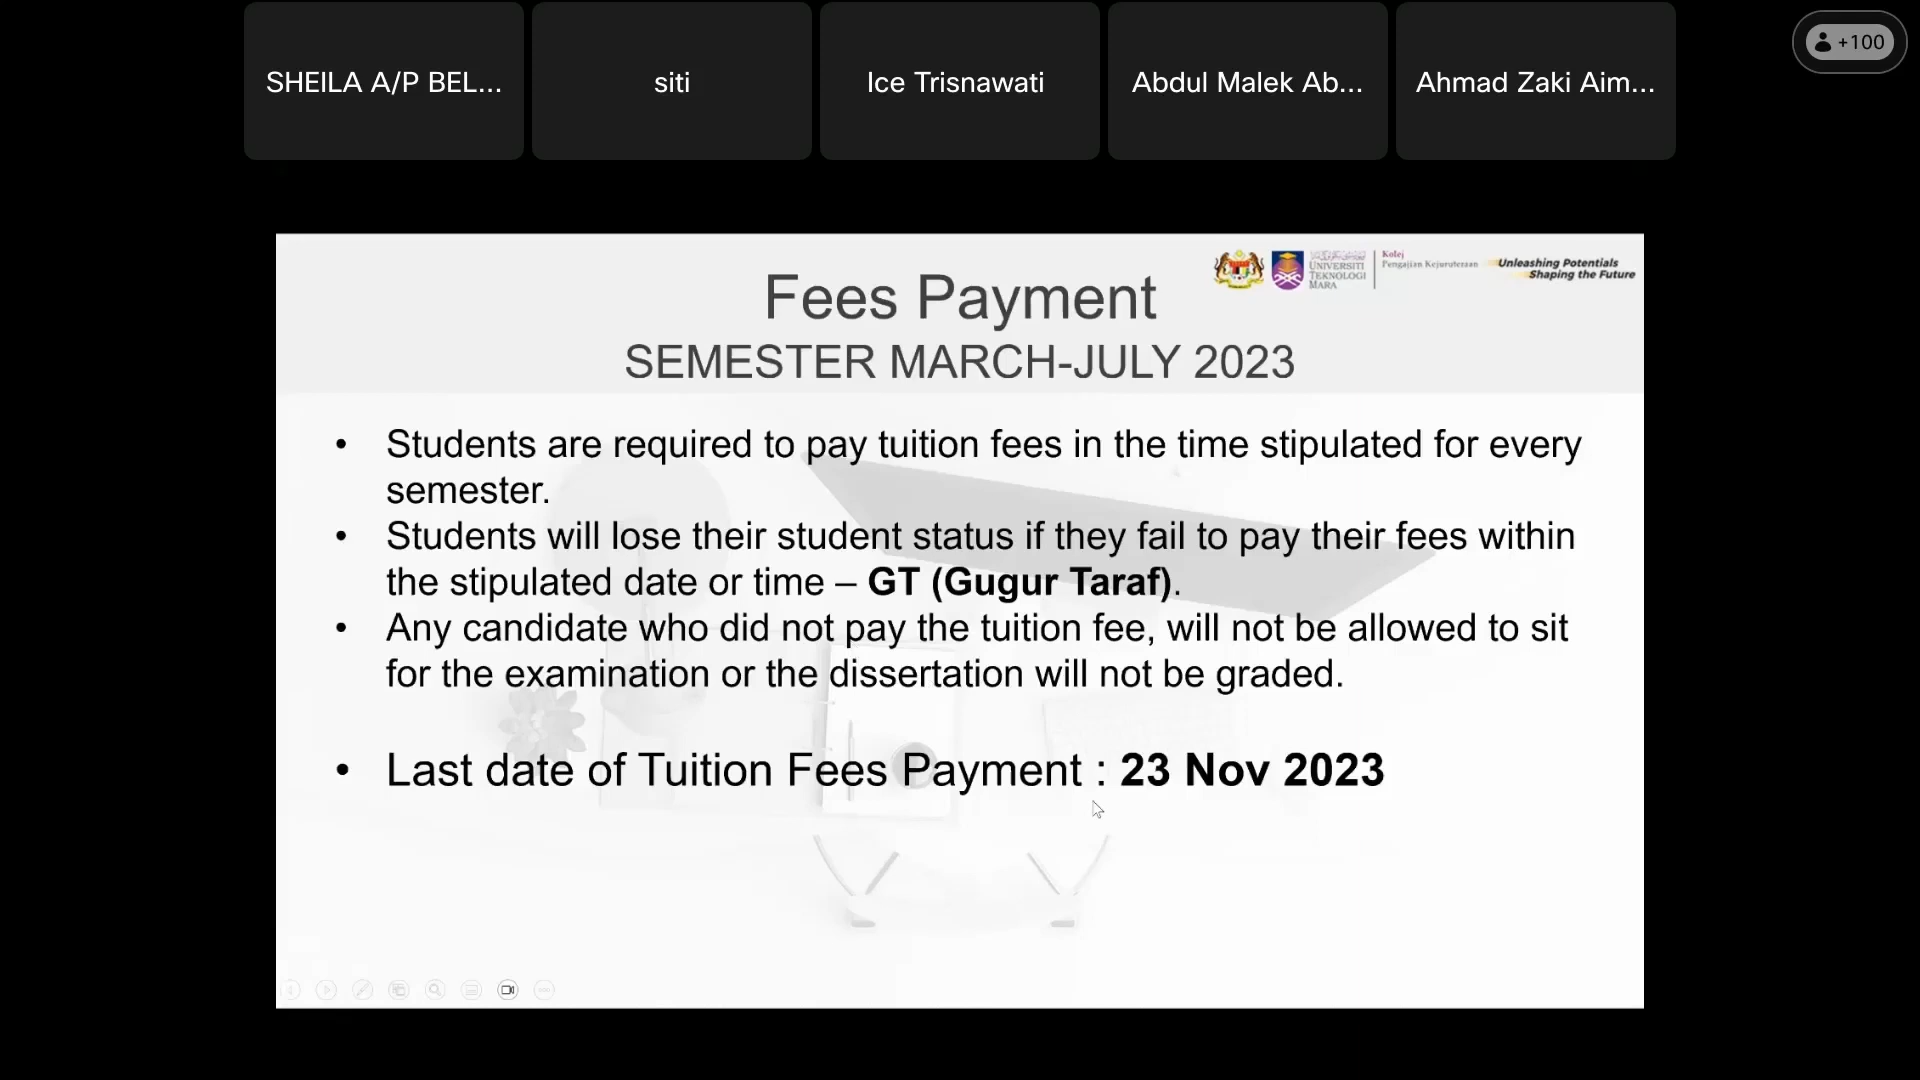 SHEILA A/P BEL...
siti
Ice Trisnawati
Abdul Malek Ab...
Ahmad Zaki Aim...
+100
UNIVERSITI
TEKNOLOGI
MARA
Kolej
Pengajian Kejuruteraan
Unleashing Potentials
Shaping the Future
Fees Payment
SEMESTER MARCH-JULY 2023
• Students are required to pay tuition fees in the time stipulated for every
semester.
• Students will lose their student status if they fail to pay their fees within
the stipulated date or time – GT (Gugur Taraf).
• Any candidate who did not pay the tuition fee, will not be allowed to sit
for the examination or the dissertation will not be graded.
• Last date of Tuition Fees Payment : 23 Nov 2023